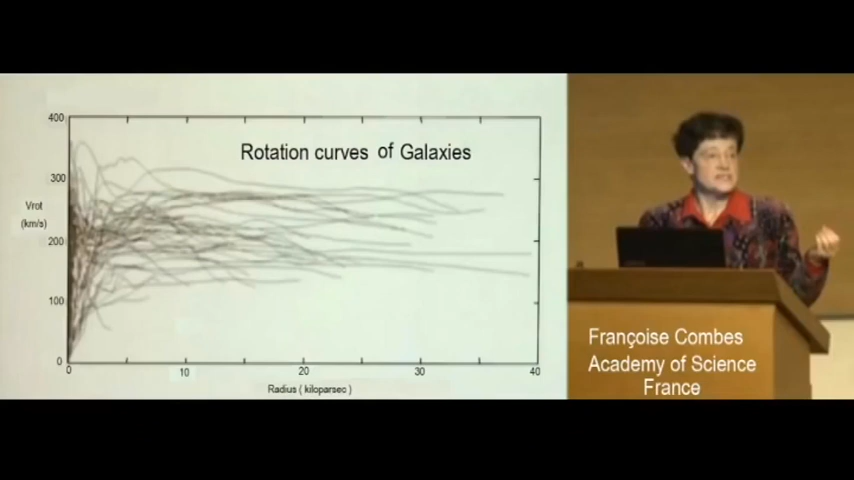 Rotation curves of Galaxies
400
300
Vrot
(km/s)
200
100
0
0
10
20
30
40
Radius ( kiloparsec )
Françoise Combes
Academy of Science
France